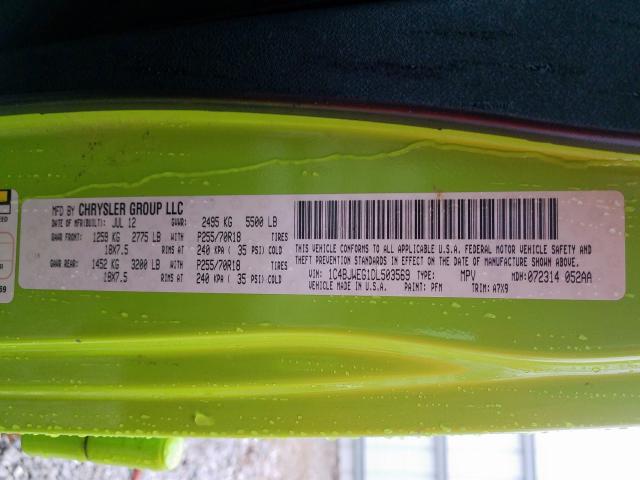 MFD BY CHRYSLER GROUP LLC
DATE OF MFR(BUILT): JUL 12 GVWR: 2495 KG 5500 LB
GAWR FRONT: 1259 KG 2775 LB WITH P255/70R18 TIRES
18X7.5 RIMS AT 240 KPA ( 35 PSI) COLD
GAWR REAR: 1452 KG 3200 LB WITH P255/70R18 TIRES
18X7.5 RIMS AT 240 KPA ( 35 PSI) COLD
THIS VEHICLE CONFORMS TO ALL APPLICABLE U.S.A. FEDERAL MOTOR VEHICLE SAFETY AND
THEFT PREVENTION STANDARDS IN EFFECT ON THE DATE OF MANUFACTURE SHOWN ABOVE.
VIN: 1C4BJWEG1DL503569 TYPE: MPV MDH: 072314 052AA
VEHICLE MADE IN U.S.A. PAINT: PFM TRIM: A7X9